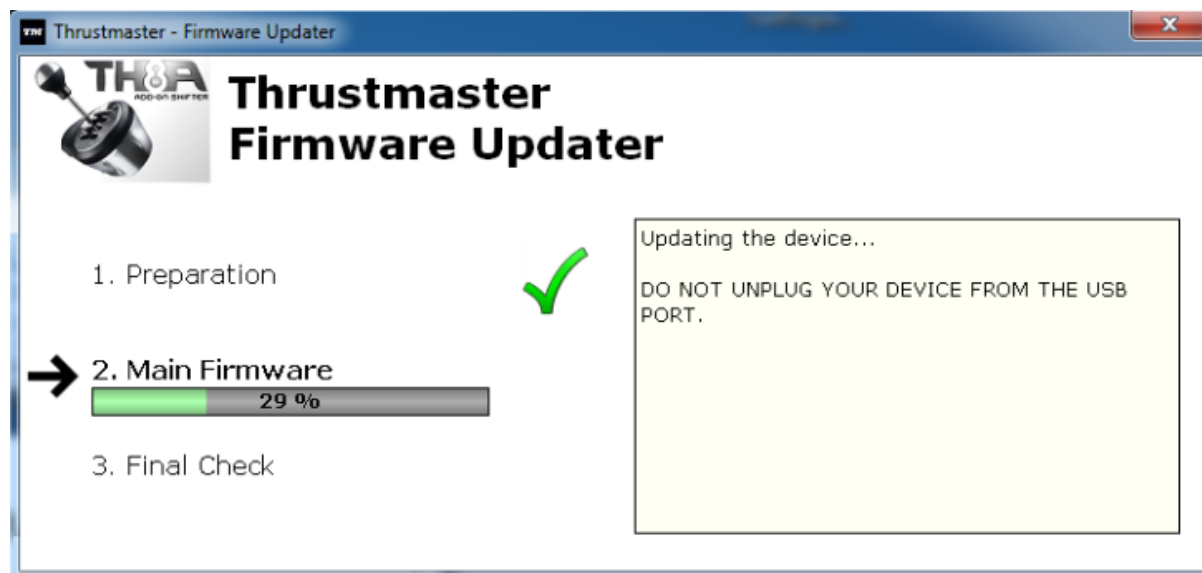 Thrustmaster - Firmware Updater
TH8A
ADD-ON SHIFTER
Thrustmaster
Firmware Updater
1. Preparation
2. Main Firmware
29 %
3. Final Check
Updating the device...
DO NOT UNPLUG YOUR DEVICE FROM THE USB
PORT.